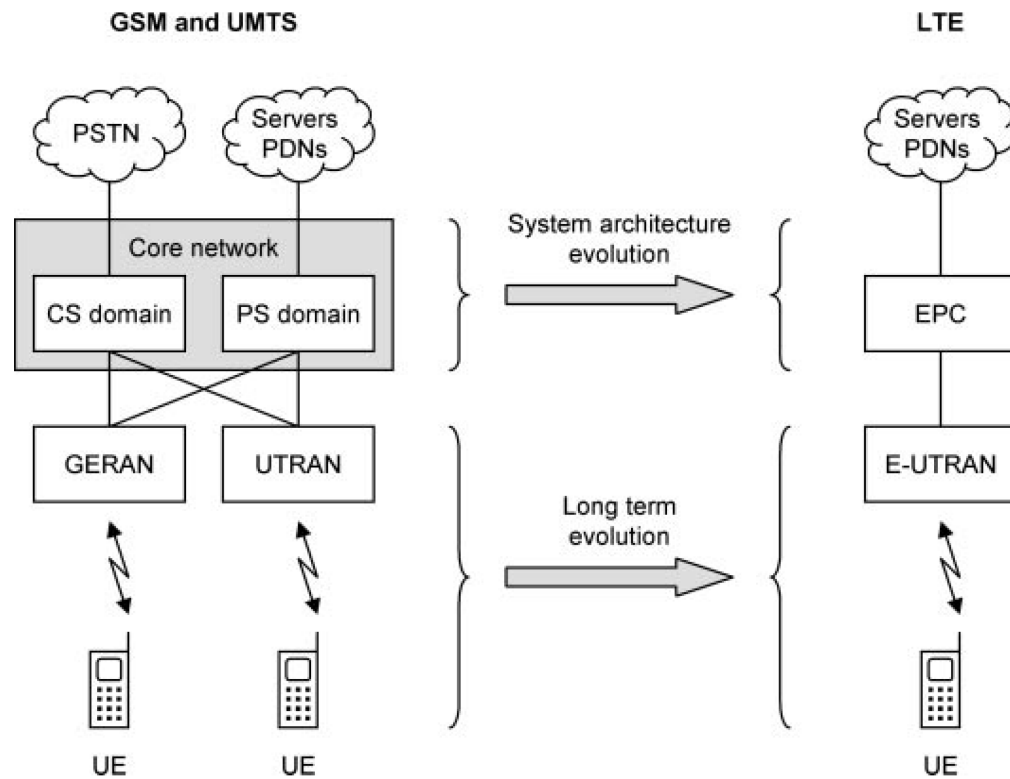 GSM and UMTS
LTE
PSTN
Servers
PDNs
Servers
PDNs
Core network
System architecture
evolution
CS domain
PS domain
EPC
GERAN
UTRAN
E-UTRAN
Long term
evolution
UE
UE
UE